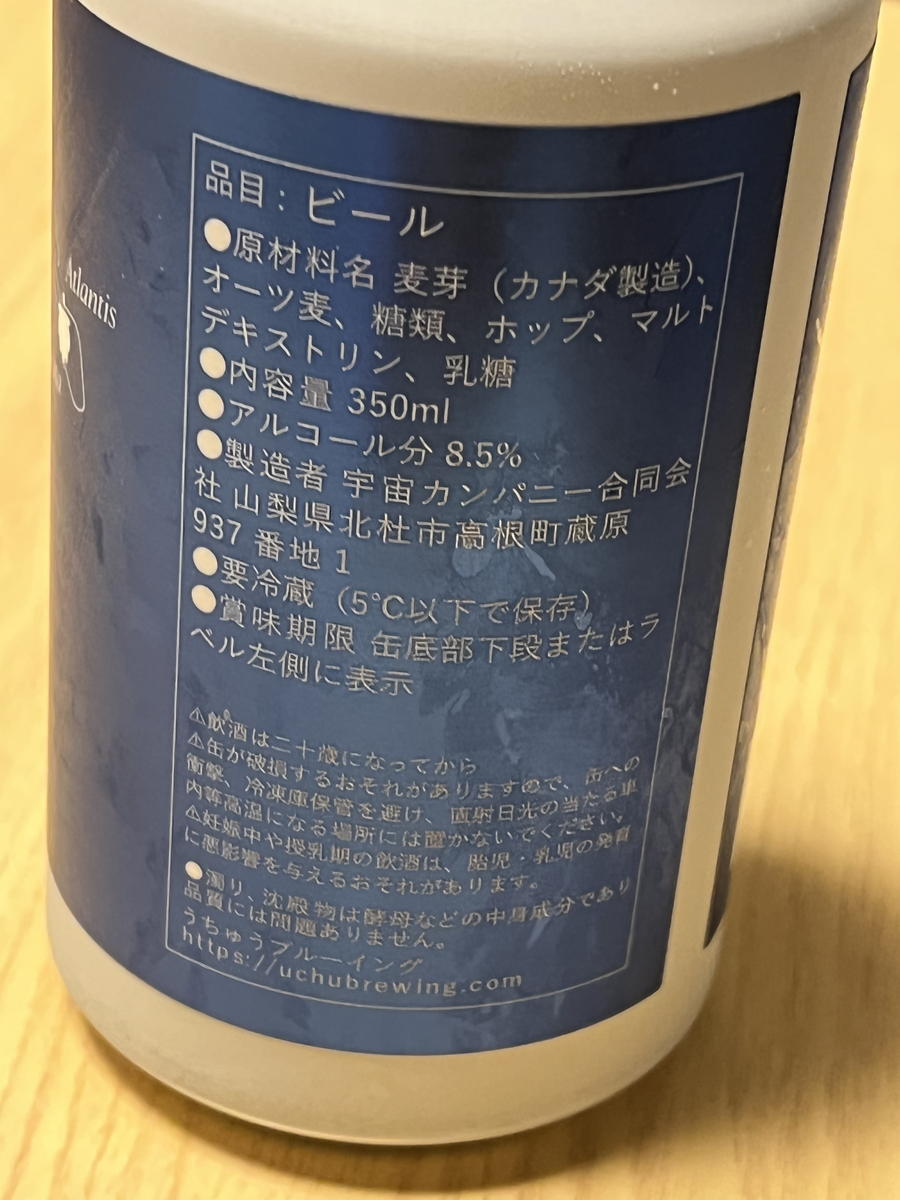 Atlantis
品目：ビール
●原材料名 麦芽（カナダ製造）、
オーツ麦、糖類、ホップ、マルト
デキストリン、乳糖
●内容量 350ml
●アルコール分 8.5%
●製造者 宇宙カンパニー合同会
社 山梨県北杜市高根町蔵原
937 番地 1
●要冷蔵（5℃以下で保存）
●賞味期限 缶底部下段またはラ
ベル左側に表示
⚠飲酒は二十歳になってから
⚠缶が破損するおそれがありますので、缶への
衝撃、冷凍庫保管を避け、直射日光の当たる車
内等高温になる場所には置かないでください。
⚠妊娠中や授乳期の飲酒は、胎児・乳児の発育
に悪影響を与えるおそれがあります。
●濁り、沈殿物は酵母などの中身成分であり
品質には問題ありません。
うちゅうブルーイング
https://uchubrewing.com